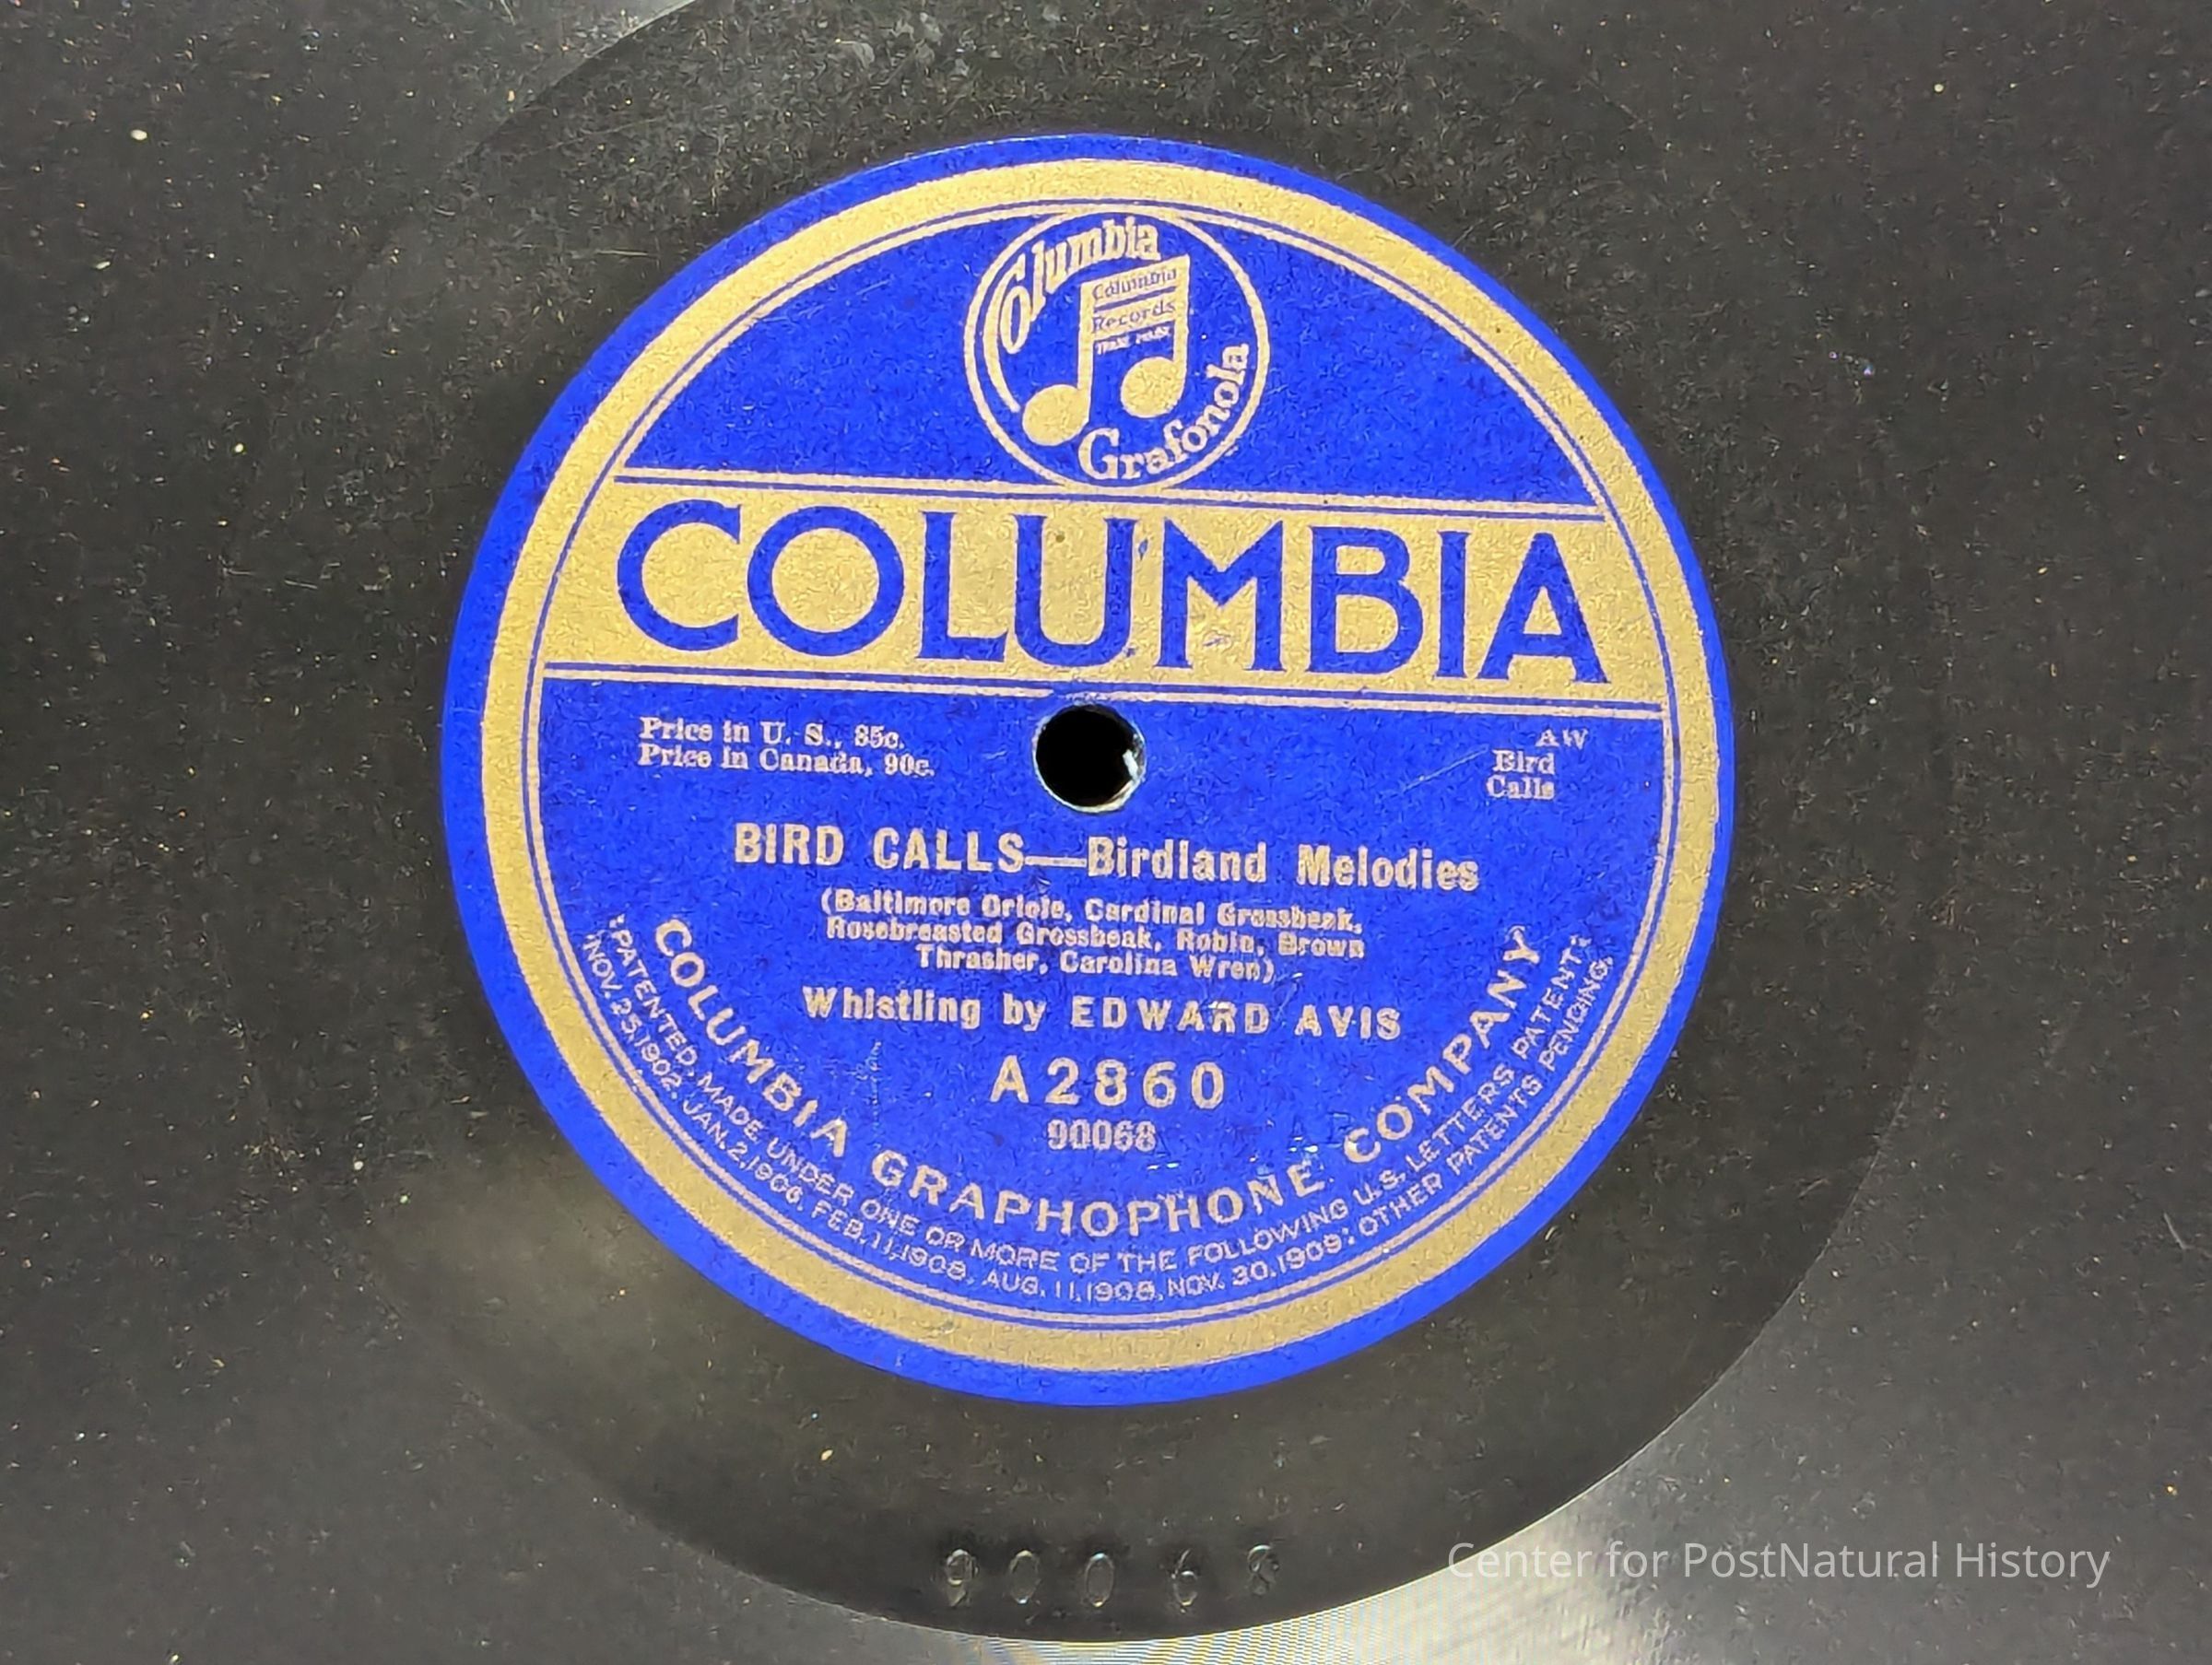 Columbia
Columbia
Records
TRADE MARK
Grafonola
COLUMBIA
Price in U. S., 85c.
Price in Canada, 90c.
AW
Bird
Calls
BIRD CALLS—Birdland Melodies
(Baltimore Oriole, Cardinal Grossbeak,
Rosebreasted Grossbeak, Robin, Brown
Thrasher, Carolina Wren)
Whistling by EDWARD AVIS
A2860
90068
COLUMBIA GRAPHOPHONE COMPANY
:PATENTED. MADE UNDER ONE OR MORE OF THE FOLLOWING U.S. LETTERS PATENT:
NOV. 25,1902. JAN. 2,1906, FEB. 11,1908, AUG. 11,1908, NOV. 30,1909; OTHER PATENTS PENDING.
90068
Center for PostNatural History